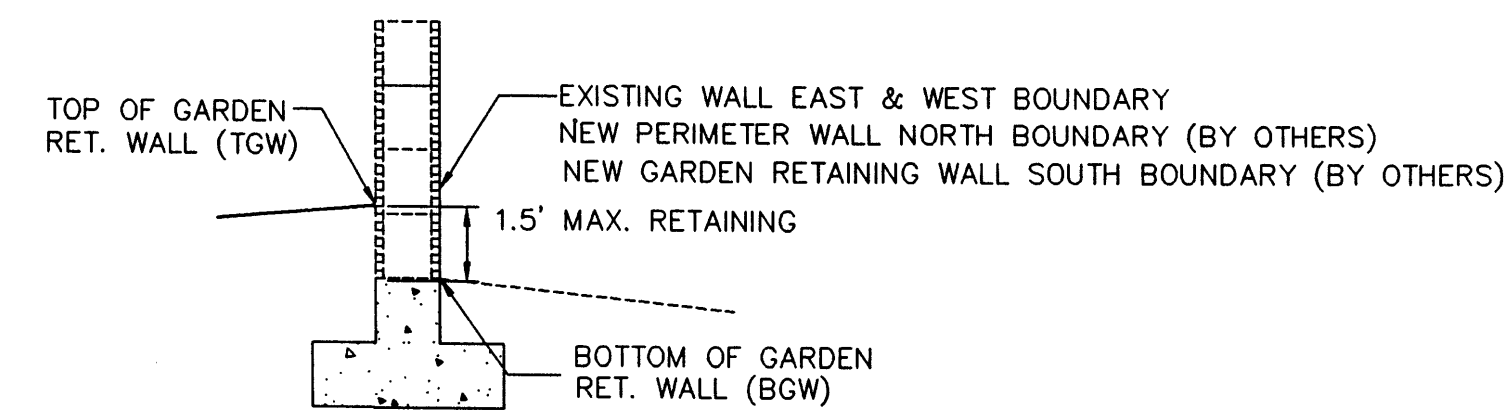 TOP OF GARDEN
RET. WALL (TGW)
EXISTING WALL EAST & WEST BOUNDARY
NEW PERIMETER WALL NORTH BOUNDARY (BY OTHERS)
NEW GARDEN RETAINING WALL SOUTH BOUNDARY (BY OTHERS)
1.5' MAX. RETAINING
BOTTOM OF GARDEN
RET. WALL (BGW)